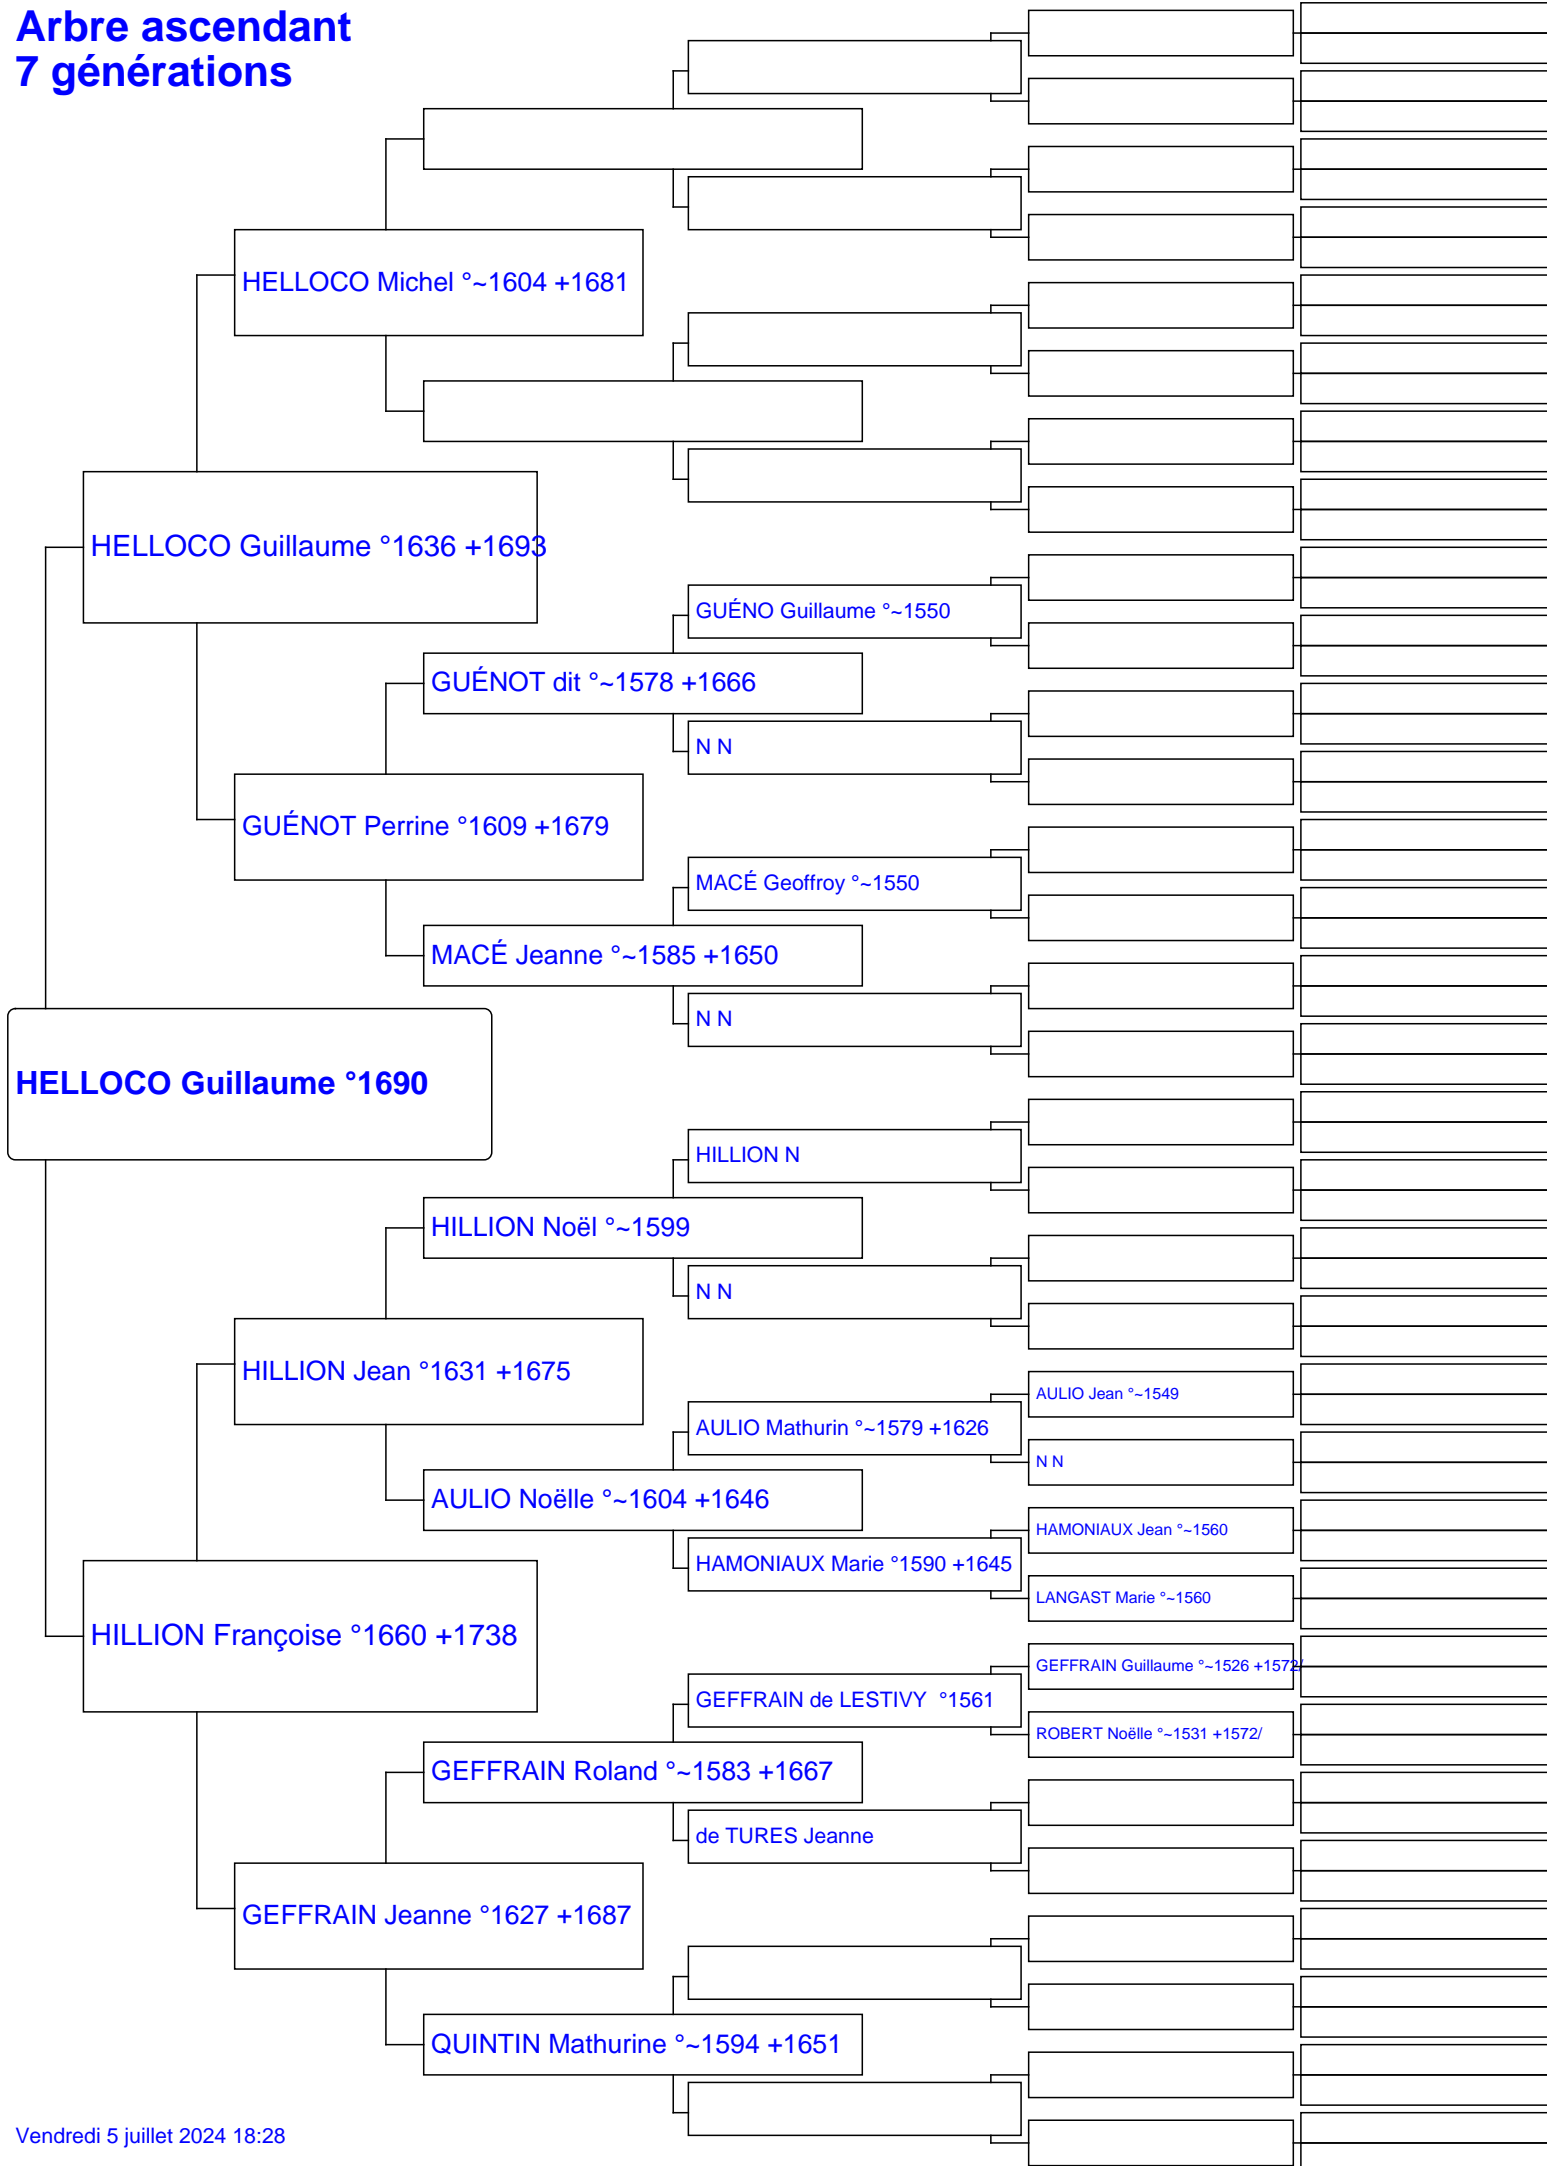 Arbre ascendant
7 générations
HELLOCO Michel °~1604 +1681
HELLOCO Guillaume °1636 +1693
GUÉNO Guillaume °~1550
GUÉNOT dit °~1578 +1666
N N
GUÉNOT Perrine °1609 +1679
MACÉ Geoffroy °~1550
MACÉ Jeanne °~1585 +1650
N N
HELLOCO Guillaume °1690
HILLION N
HILLION Noël °~1599
N N
HILLION Jean °1631 +1675
AULIO Jean °~1549
AULIO Mathurin °~1579 +1626
N N
AULIO Noëlle °~1604 +1646
HAMONIAUX Jean °~1560
HAMONIAUX Marie °1590 +1645
LANGAST Marie °~1560
HILLION Françoise °1660 +1738
GEFFRAIN Guillaume °~1526 +1572/
GEFFRAIN de LESTIVY °1561
ROBERT Noëlle °~1531 +1572/
GEFFRAIN Roland °~1583 +1667
de TURES Jeanne
GEFFRAIN Jeanne °1627 +1687
QUINTIN Mathurine °~1594 +1651
Vendredi 5 juillet 2024 18:28